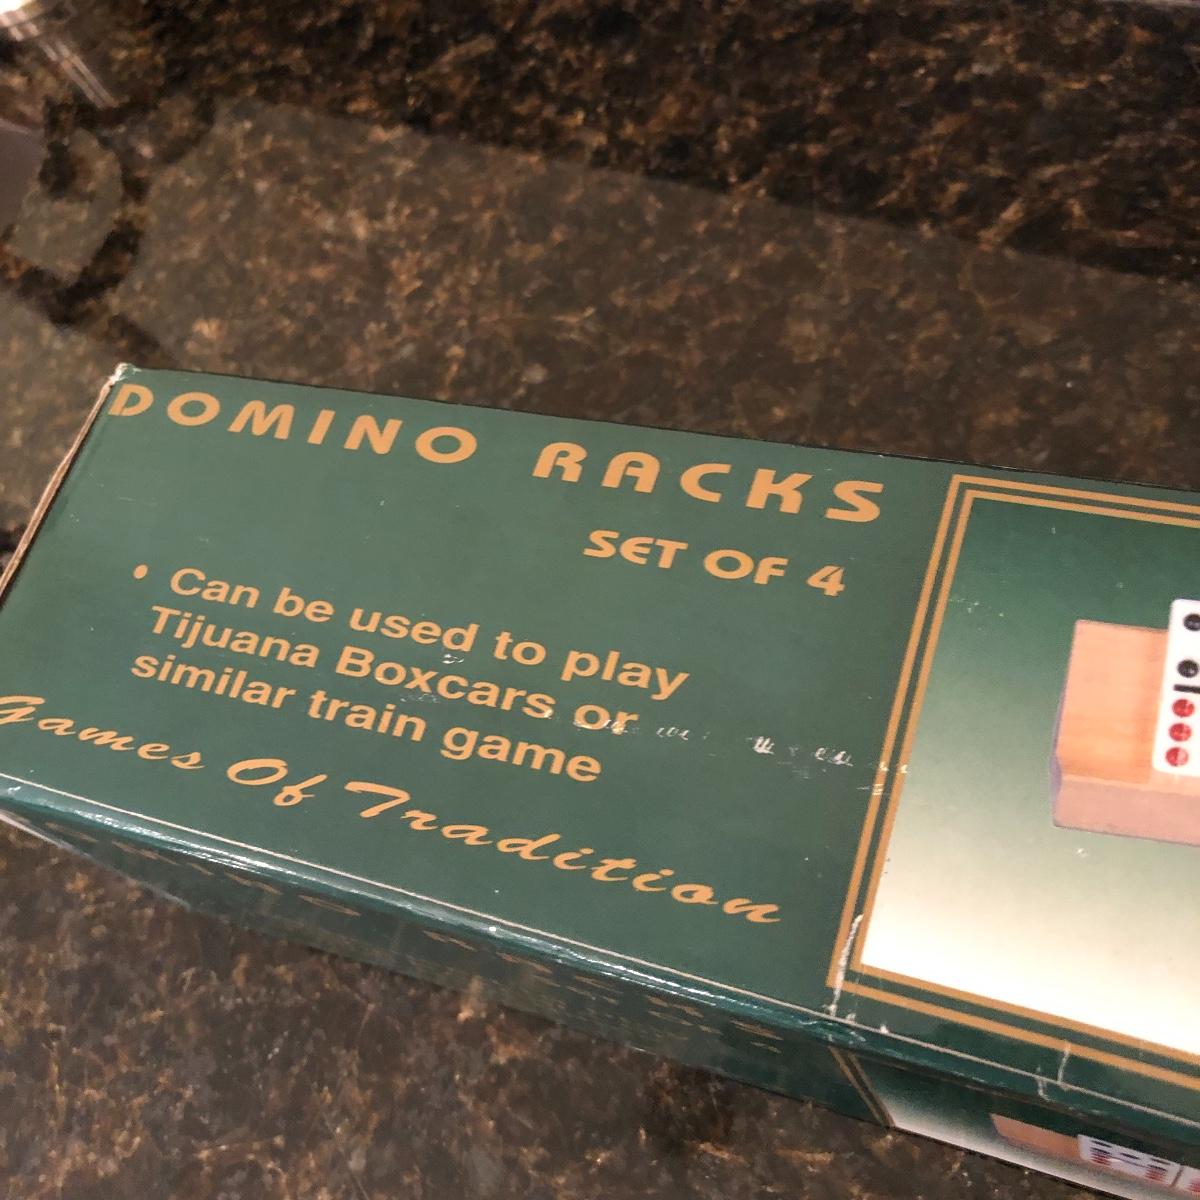 DOMINO RACKS
SET OF 4
• Can be used to play
Tijuana Boxcars or
similar train game
Games Of Tradition